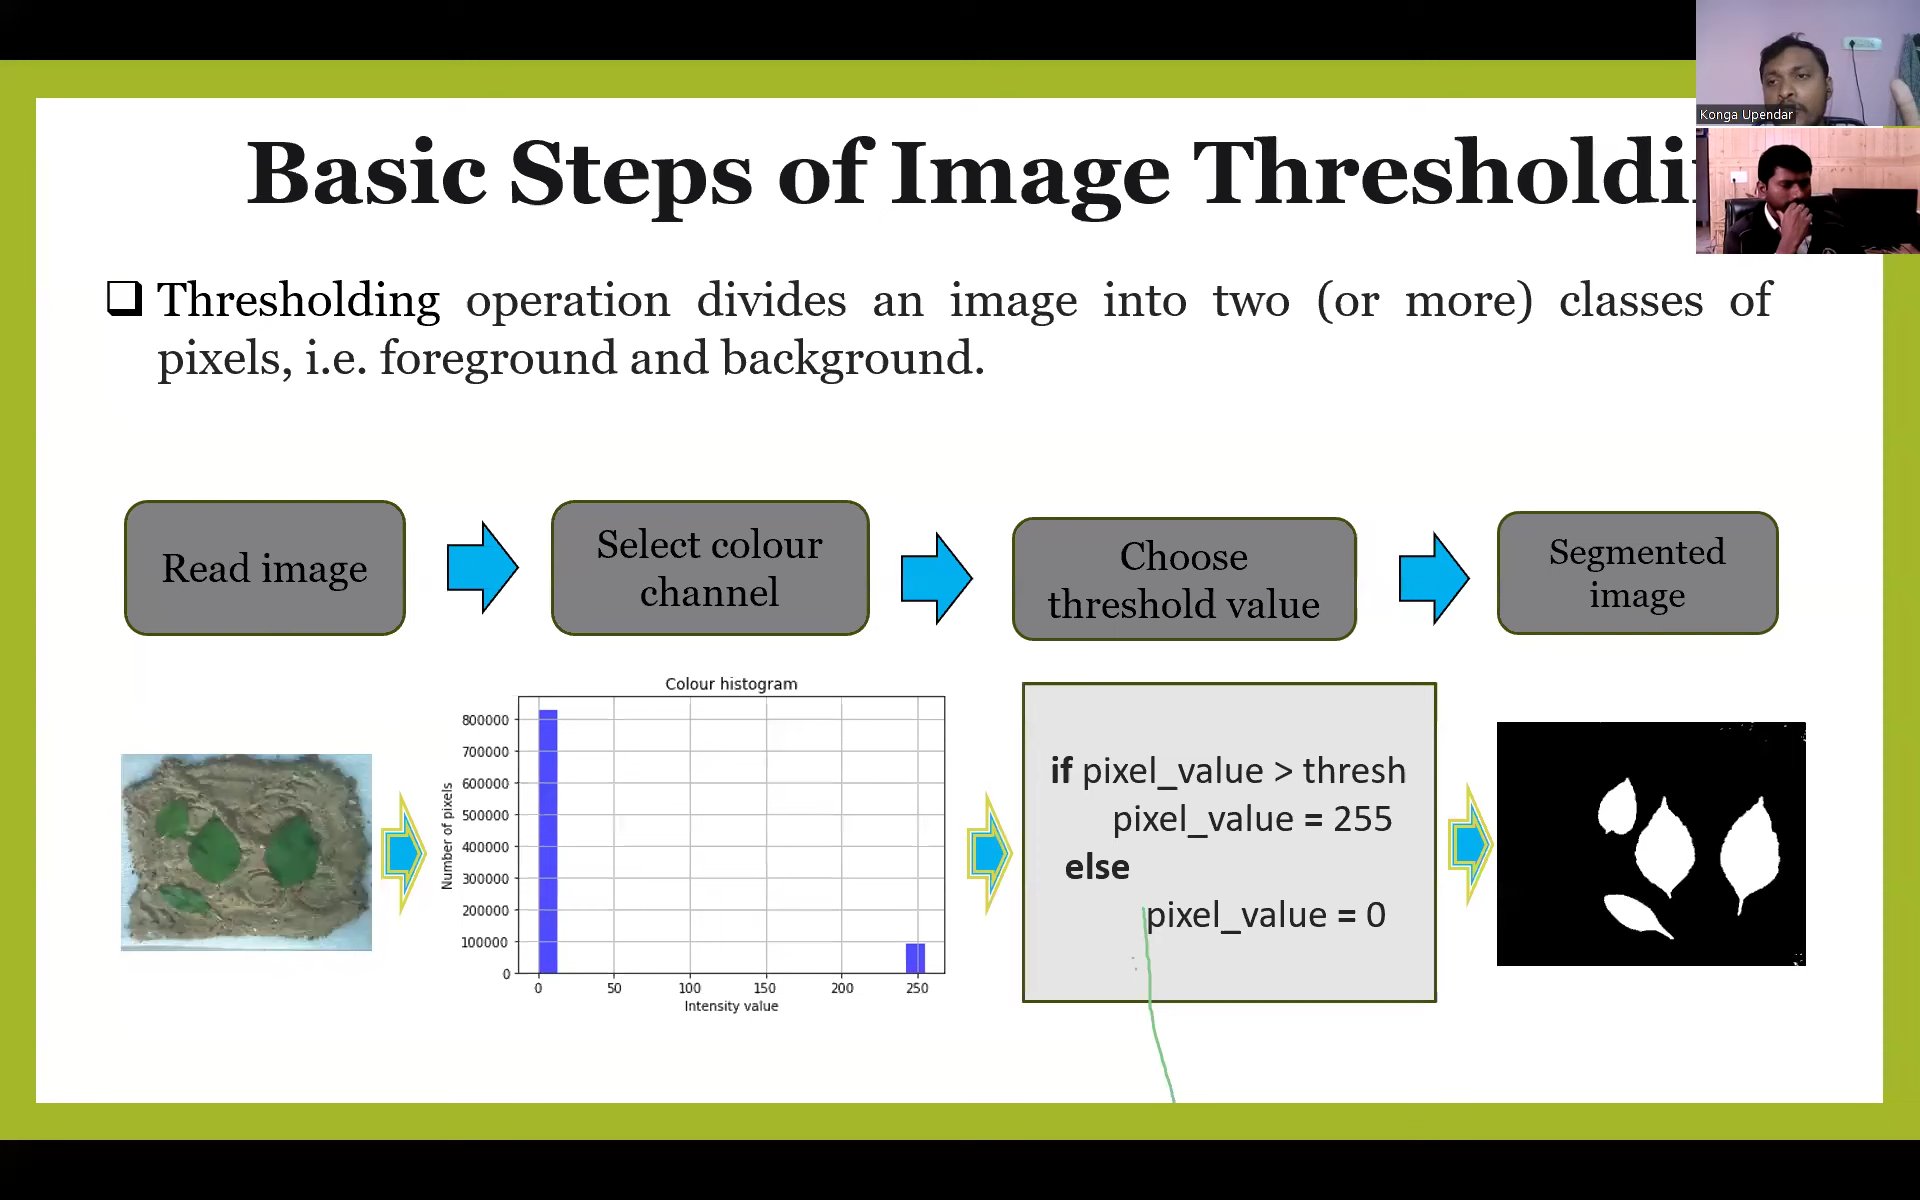 Basic Steps of Image Thresholdi
Konga Upendar
❑ Thresholding operation divides an image into two (or more) classes of
pixels, i.e. foreground and background.
Read image
Select colour
channel
Choose
threshold value
Segmented
image
Colour histogram
Number of pixels
800000
700000
600000
500000
400000
300000
200000
100000
0
0 50 100 150 200 250
Intensity value
if pixel_value > thresh
pixel_value = 255
else
pixel_value = 0